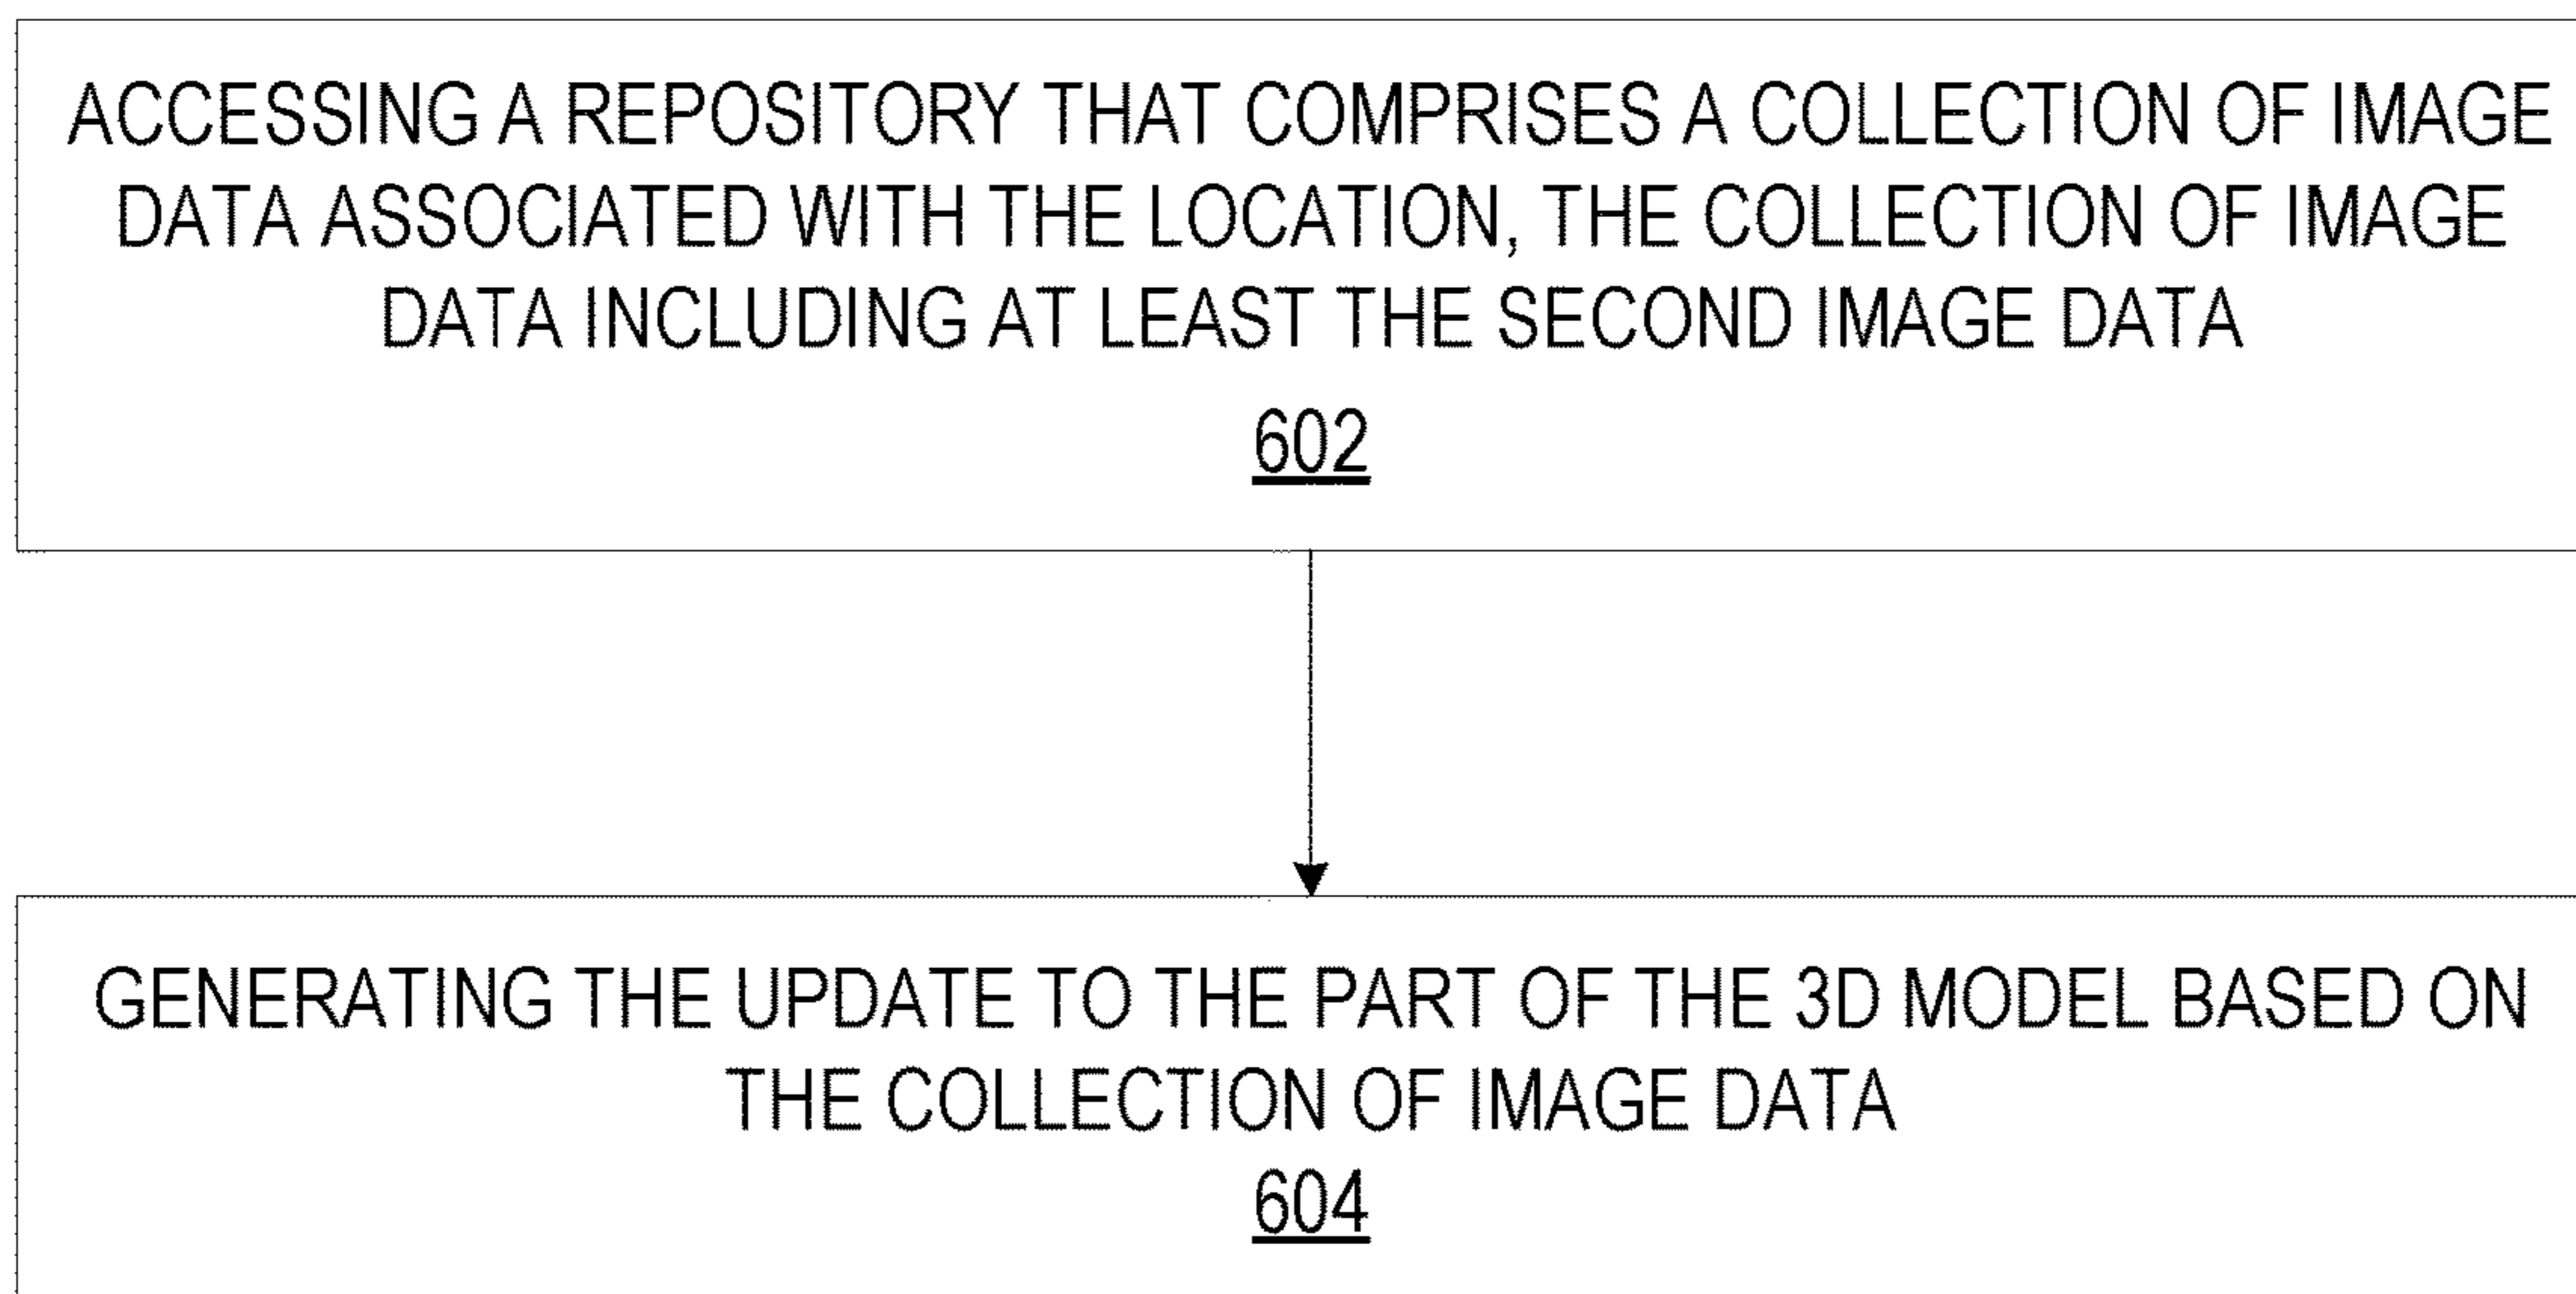 ACCESSING A REPOSITORY THAT COMPRISES A COLLECTION OF IMAGE
DATA ASSOCIATED WITH THE LOCATION, THE COLLECTION OF IMAGE
DATA INCLUDING AT LEAST THE SECOND IMAGE DATA
602
GENERATING THE UPDATE TO THE PART OF THE 3D MODEL BASED ON
THE COLLECTION OF IMAGE DATA
604